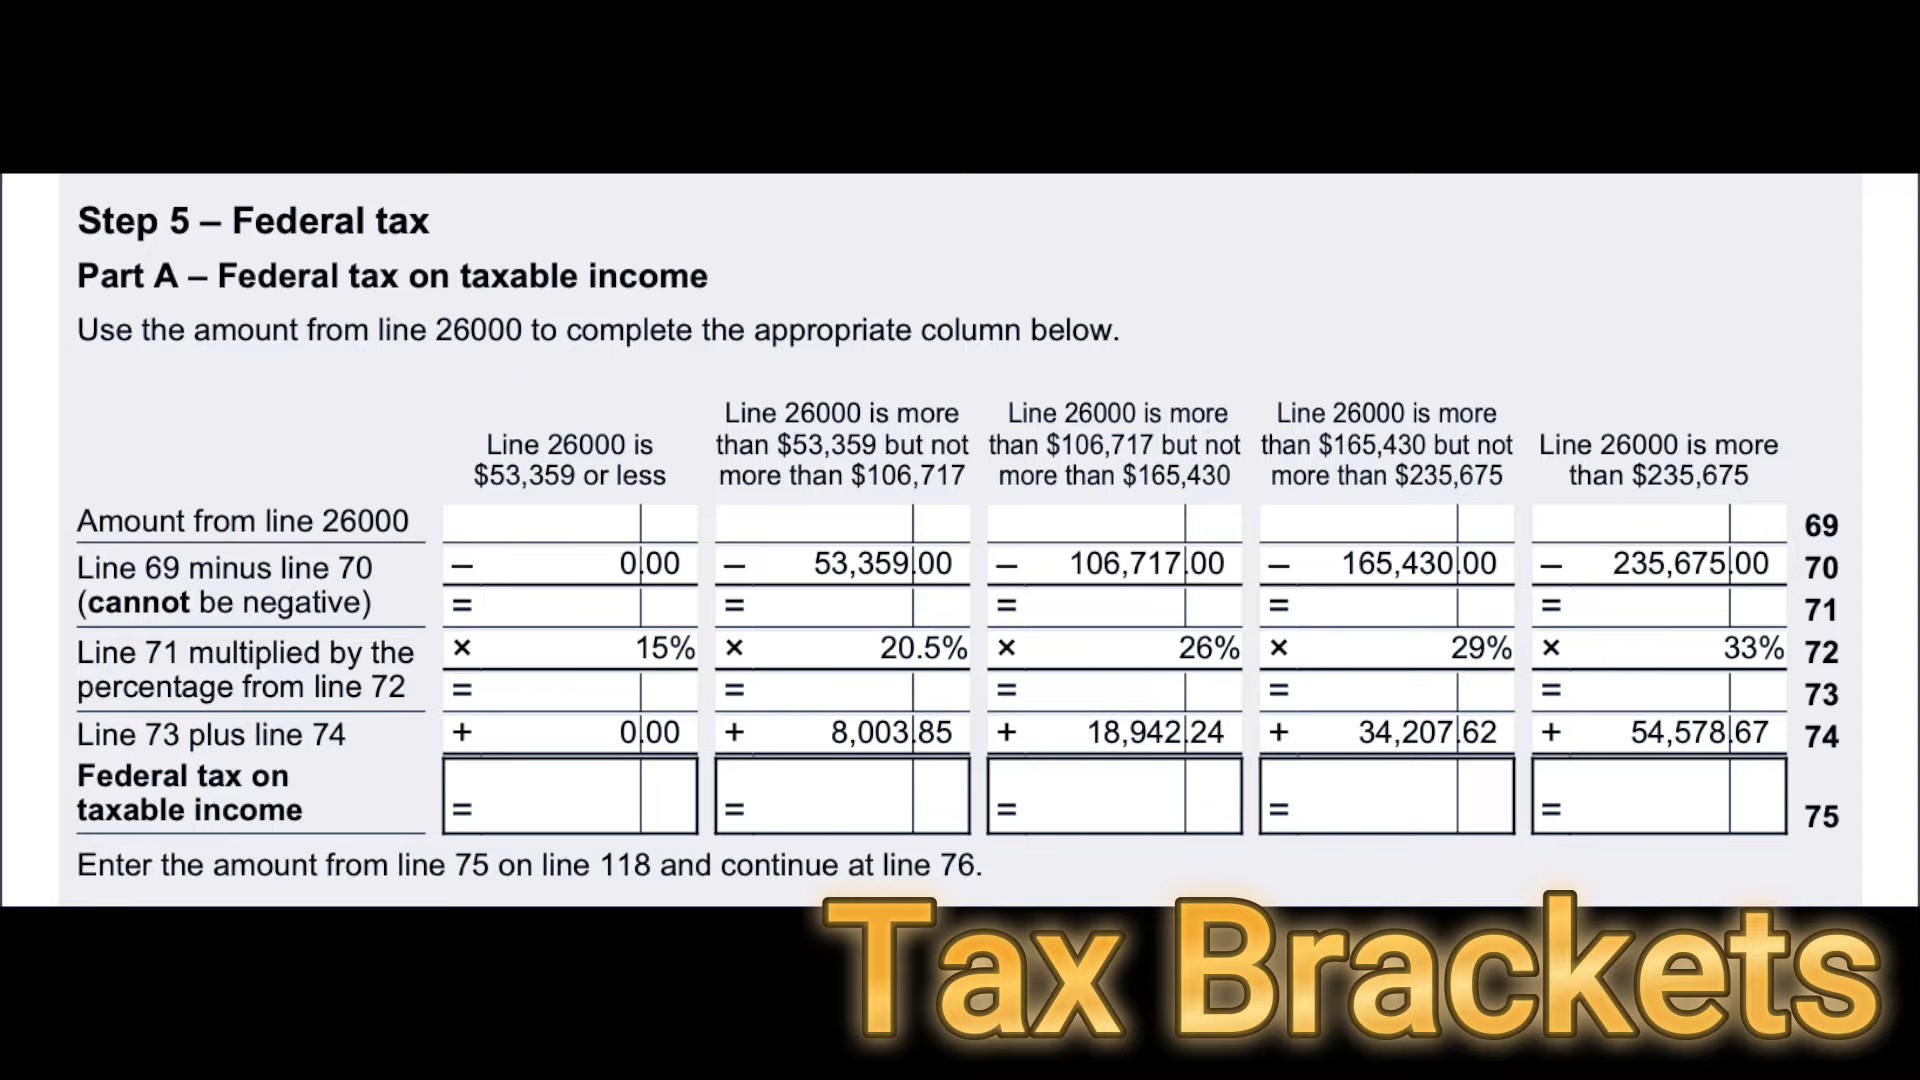 Step 5 – Federal tax
Part A – Federal tax on taxable income
Use the amount from line 26000 to complete the appropriate column below.
Line 26000 is
$53,359 or less
Line 26000 is more
than $53,359 but not
more than $106,717
Line 26000 is more
than $106,717 but not
more than $165,430
Line 26000 is more
than $165,430 but not
more than $235,675
Line 26000 is more
than $235,675
Amount from line 26000 69
Line 69 minus line 70 – 0.00 – 53,359.00 – 106,717.00 – 165,430.00 – 235,675.00 70
(cannot be negative) = = = = = 71
Line 71 multiplied by the × 15% × 20.5% × 26% × 29% × 33% 72
percentage from line 72 = = = = = 73
Line 73 plus line 74 + 0.00 + 8,003.85 + 18,942.24 + 34,207.62 + 54,578.67 74
Federal tax on
taxable income = = = = = 75
Enter the amount from line 75 on line 118 and continue at line 76.
Tax Brackets